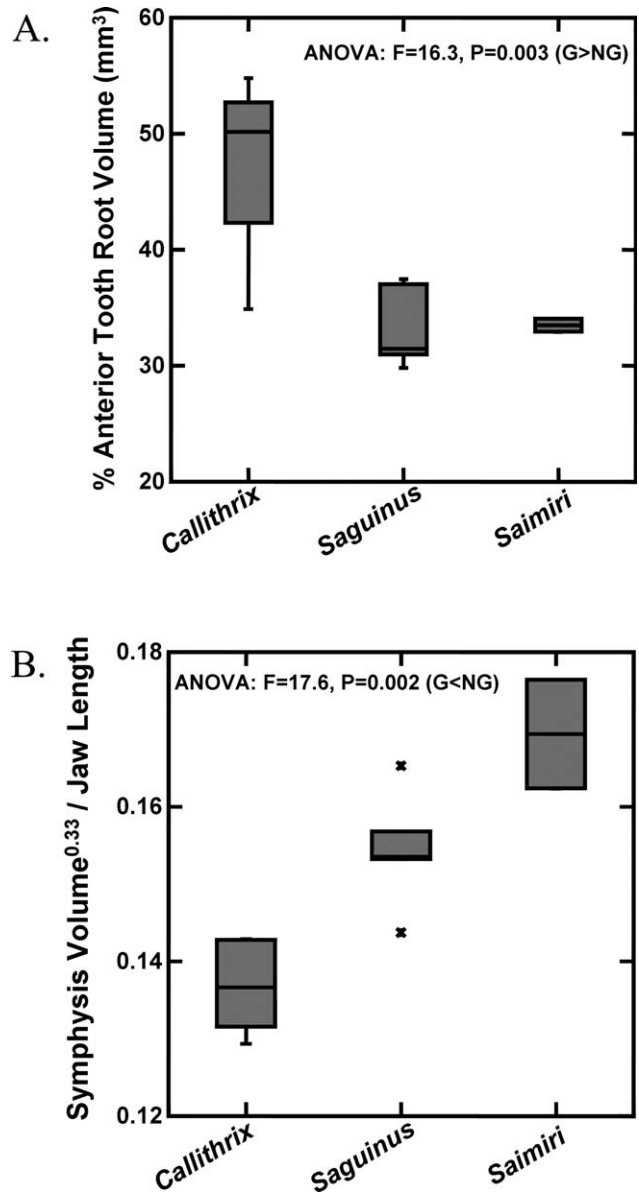 A.
% Anterior Tooth Root Volume (mm³)
60
50
40
30
20
ANOVA: F=16.3, P=0.003 (G>NG)
Callithrix
Saguinus
Saimiri
B.
Symphysis Volume^0.33 / Jaw Length
0.18
0.16
0.14
0.12
ANOVA: F=17.6, P=0.002 (G<NG)
Callithrix
Saguinus
Saimiri